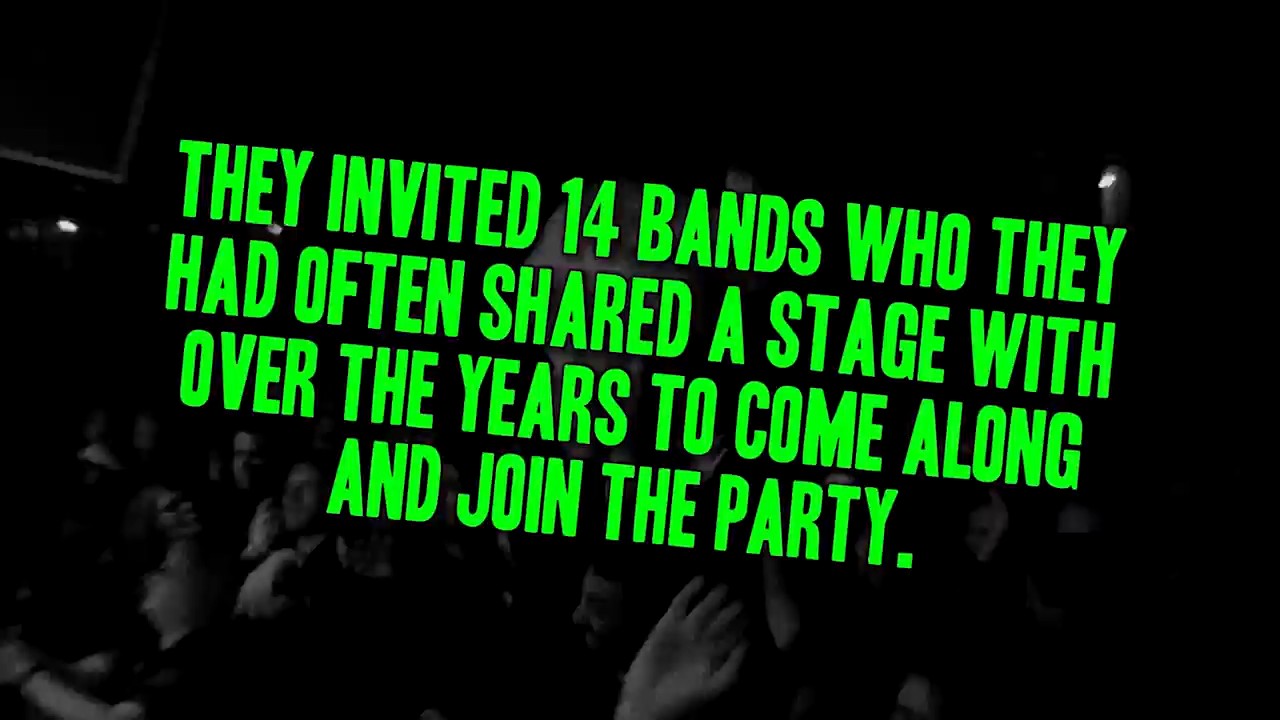 THEY INVITED 14 BANDS WHO THEY
HAD OFTEN SHARED A STAGE WITH
OVER THE YEARS TO COME ALONG
AND JOIN THE PARTY.